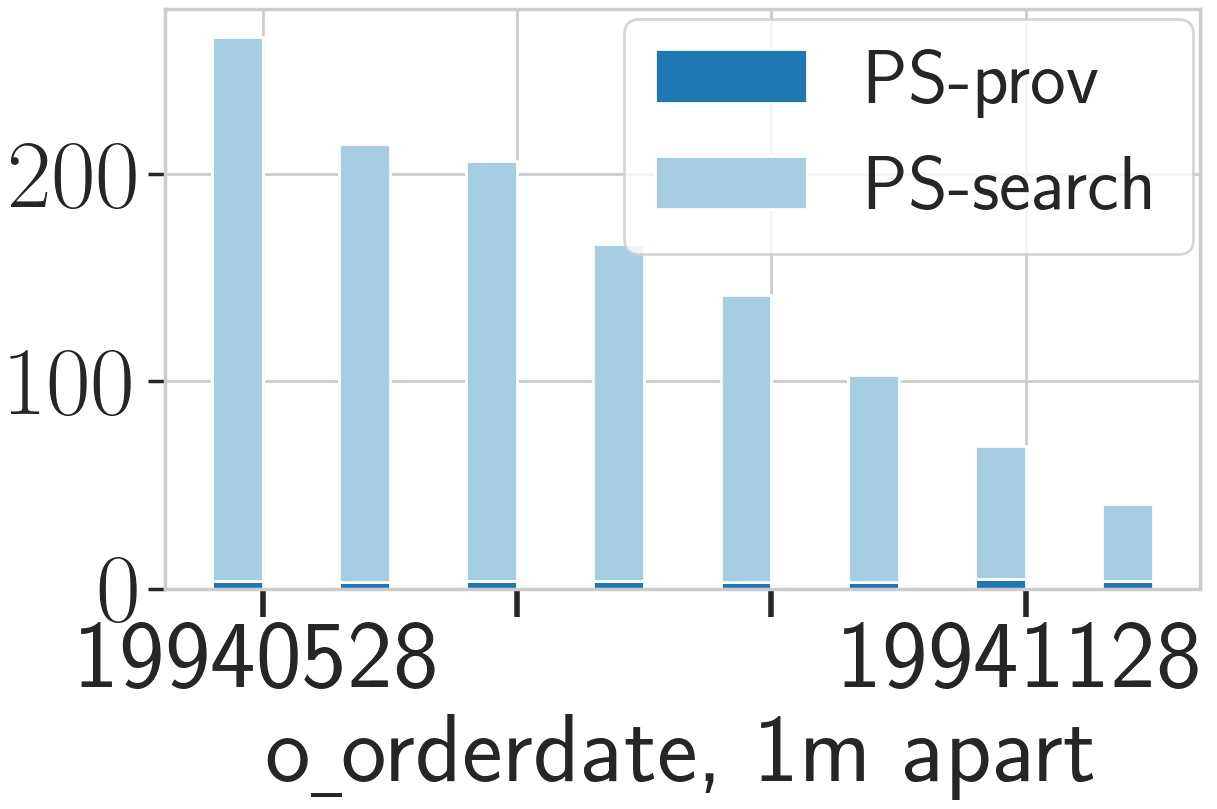 PS-prov
PS-search
200
100
0
19940528 19941128
o_orderdate, 1m apart